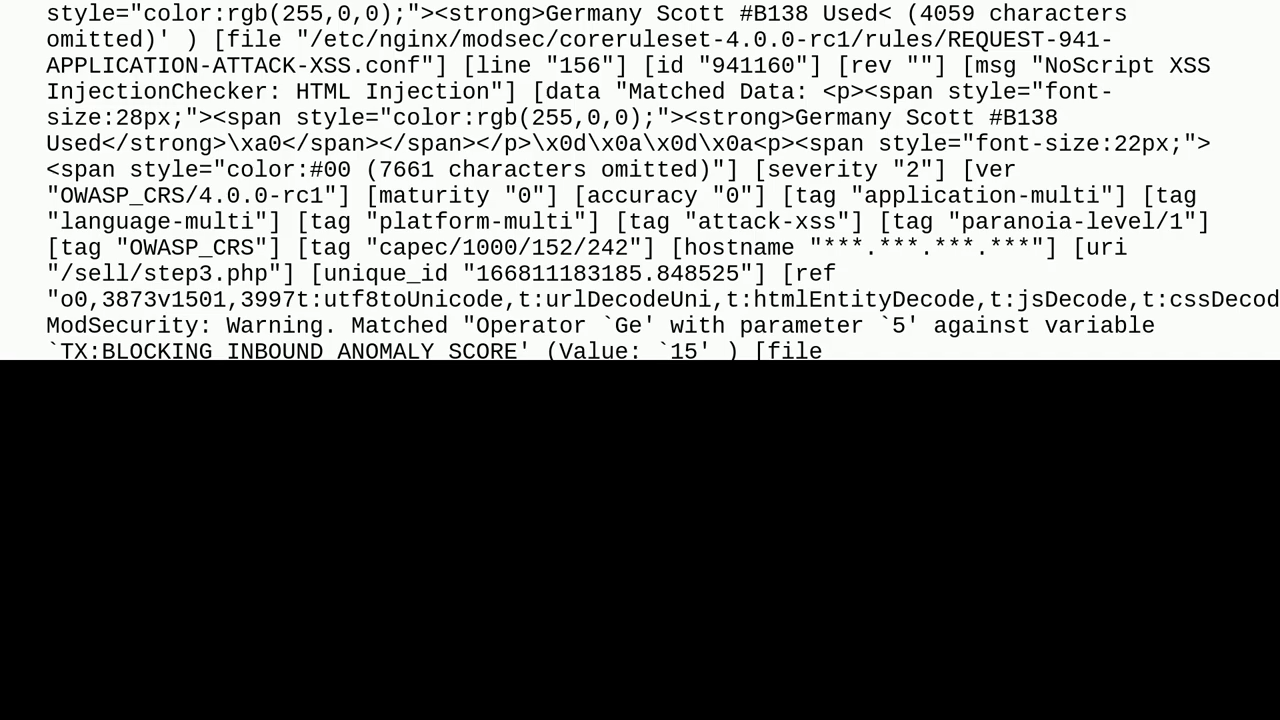 style="color:rgb(255,0,0);"><strong>Germany Scott #B138 Used< (4059 characters
omitted)' ) [file "/etc/nginx/modsec/coreruleset-4.0.0-rc1/rules/REQUEST-941-
APPLICATION-ATTACK-XSS.conf"] [line "156"] [id "941160"] [rev ""] [msg "NoScript XSS
InjectionChecker: HTML Injection"] [data "Matched Data: <p><span style="font-
size:28px;"><span style="color:rgb(255,0,0);"><strong>Germany Scott #B138
Used</strong>\xa0</span></span></p>\x0d\x0a\x0d\x0a<p><span style="font-size:22px;">
<span style="color:#00 (7661 characters omitted)"] [severity "2"] [ver
"OWASP_CRS/4.0.0-rc1"] [maturity "0"] [accuracy "0"] [tag "application-multi"] [tag
"language-multi"] [tag "platform-multi"] [tag "attack-xss"] [tag "paranoia-level/1"]
[tag "OWASP_CRS"] [tag "capec/1000/152/242"] [hostname "***.***.***.***"] [uri
"/sell/step3.php"] [unique_id "166811183185.848525"] [ref
"o0,3873v1501,3997t:utf8toUnicode,t:urlDecodeUni,t:htmlEntityDecode,t:jsDecode,t:cssDecod
ModSecurity: Warning. Matched "Operator `Ge' with parameter `5' against variable
`TX:BLOCKING_INBOUND_ANOMALY_SCORE' (Value: `15' ) [file